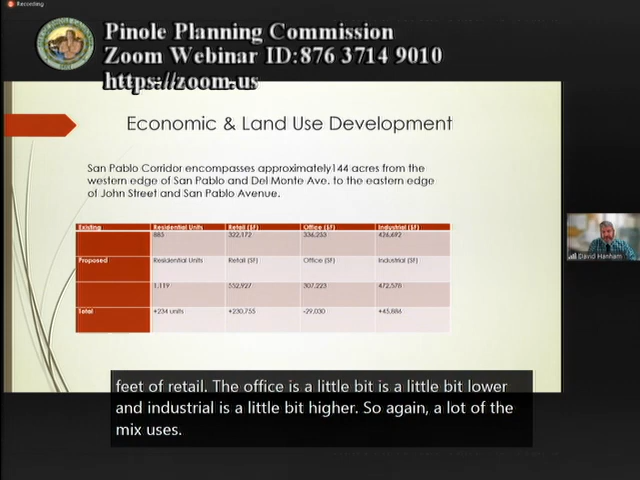 Recording
Pinole Planning Commission
Zoom Webinar ID:876 3714 9010
https://zoom.us
Economic & Land Use Development
San Pablo Corridor encompasses approximately144 acres from the
western edge of San Pablo and Del Monte Ave. to the eastern edge
of John Street and San Pablo Avenue.
Existing Residential Units Retail (SF) Office (SF) Industrial (SF)
885 322,172 336,253 426,692
Proposed Residential Units Retail (SF) Office (SF) Industrial (SF)
1,119 552,927 307,223 472,576
Total +234 units +230,755 -29,030 +45,884
David Hanham
feet of retail. The office is a little bit is a little bit lower
and industrial is a little bit higher. So again, a lot of the
mix uses.